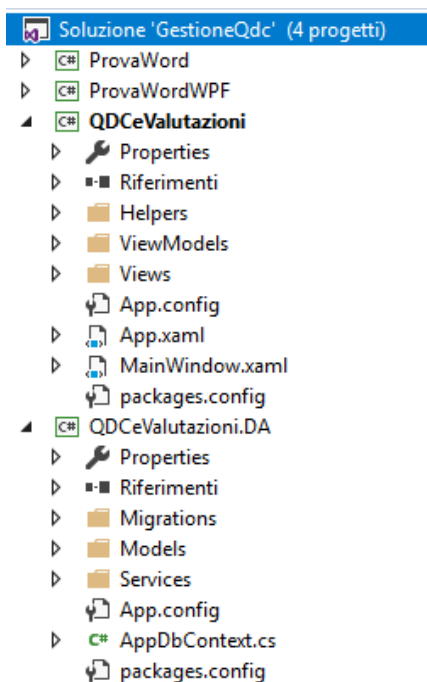 Soluzione 'GestioneQdc' (4 progetti)
C# ProvaWord
C# ProvaWordWPF
C# QDCeValutazioni
Properties
Riferimenti
Helpers
ViewModels
Views
App.config
App.xaml
MainWindow.xaml
packages.config
C# QDCeValutazioni.DA
Properties
Riferimenti
Migrations
Models
Services
App.config
C# AppDbContext.cs
packages.config